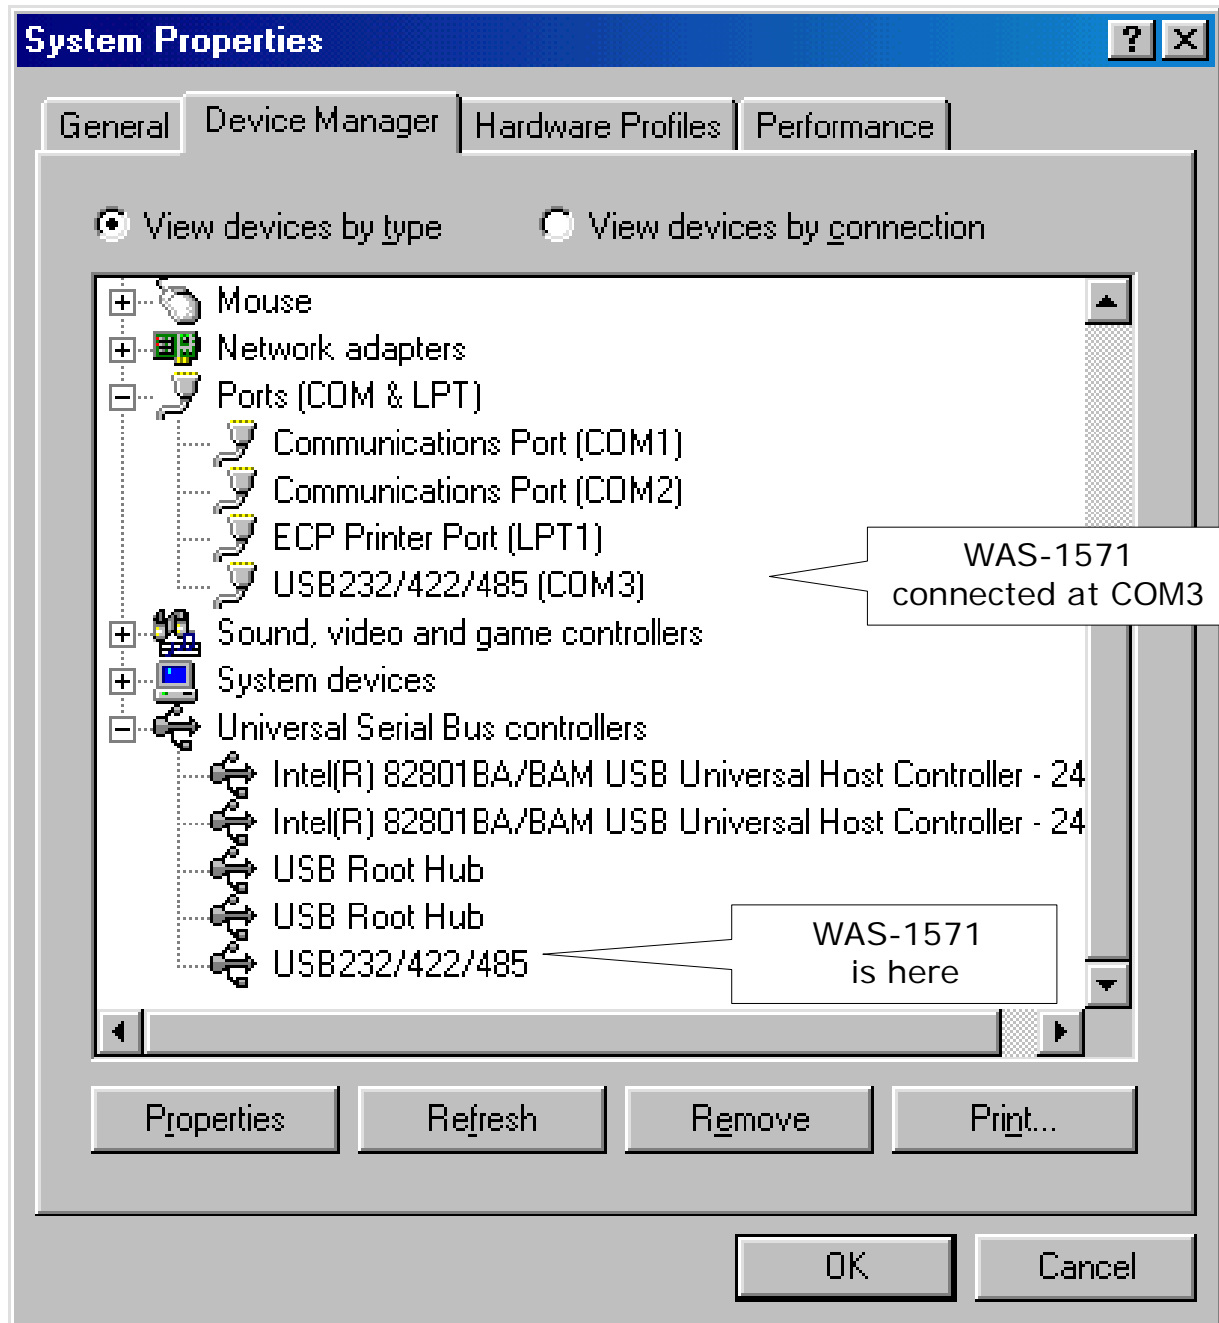 System Properties
General Device Manager Hardware Profiles Performance
View devices by type View devices by connection
Mouse
Network adapters
Ports (COM & LPT)
Communications Port (COM1)
Communications Port (COM2)
ECP Printer Port (LPT1)
USB232/422/485 (COM3)
WAS-1571
connected at COM3
Sound, video and game controllers
System devices
Universal Serial Bus controllers
Intel(R) 82801BA/BAM USB Universal Host Controller - 24
Intel(R) 82801BA/BAM USB Universal Host Controller - 24
USB Root Hub
USB Root Hub
USB232/422/485
WAS-1571
is here
Properties Refresh Remove Print...
OK Cancel